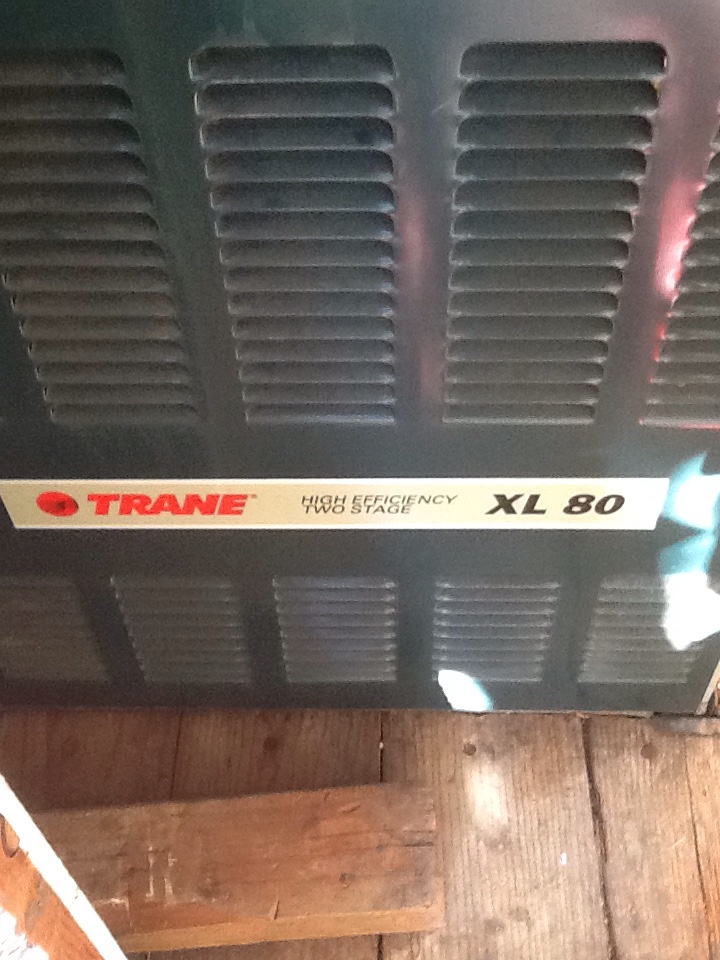 TRANE
HIGH EFFICIENCY
TWO STAGE
XL 80